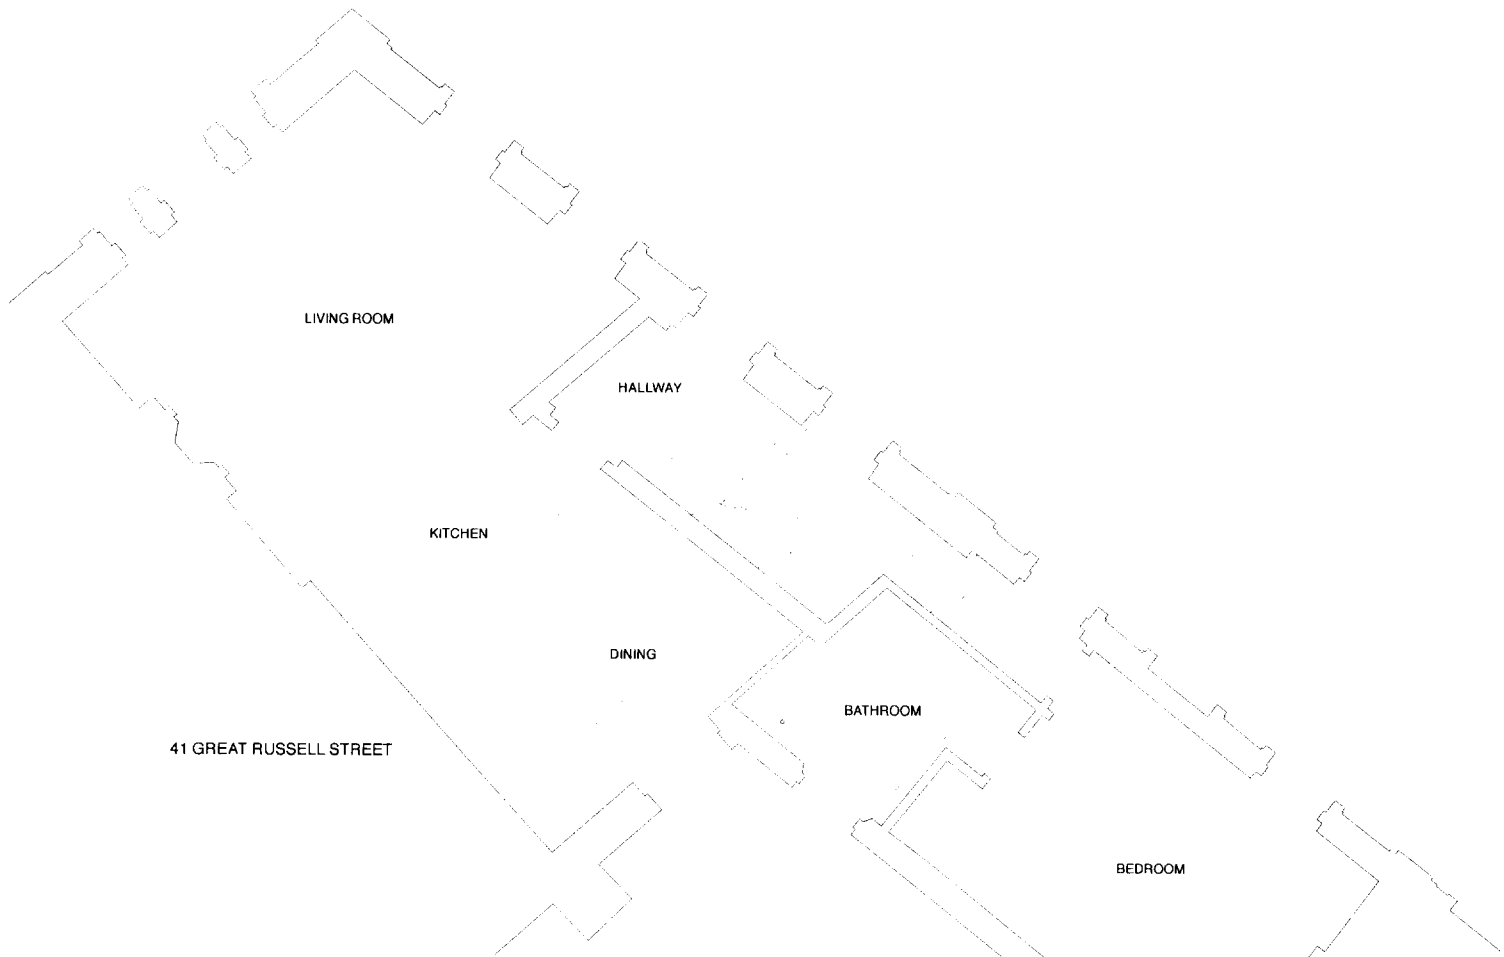 LIVING ROOM
HALLWAY
KITCHEN
DINING
BATHROOM
41 GREAT RUSSELL STREET
BEDROOM